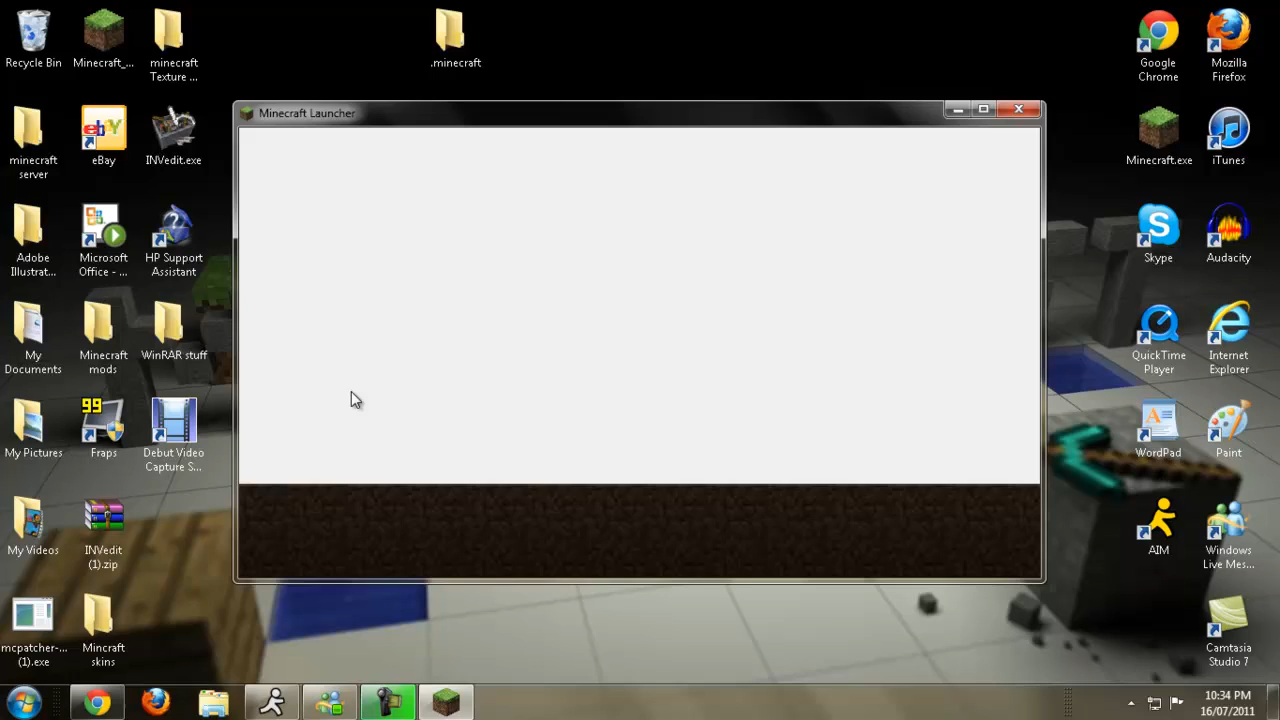 Recycle Bin
Minecraft_...
minecraft
Texture ...
.minecraft
Google
Chrome
Mozilla
Firefox
Minecraft Launcher
minecraft
server
eBay
INVedit.exe
Minecraft.exe
iTunes
Adobe
Illustrat...
Microsoft
Office - ...
HP Support
Assistant
Skype
Audacity
My
Documents
Minecraft
mods
WinRAR stuff
QuickTime
Player
Internet
Explorer
99
My Pictures
Fraps
Debut Video
Capture S...
WordPad
Paint
My Videos
INVedit
(1).zip
AIM
Windows
Live Mes...
mcpatcher-...
(1).exe
Mincraft
skins
Camtasia
Studio 7
10:34 PM
16/07/2011